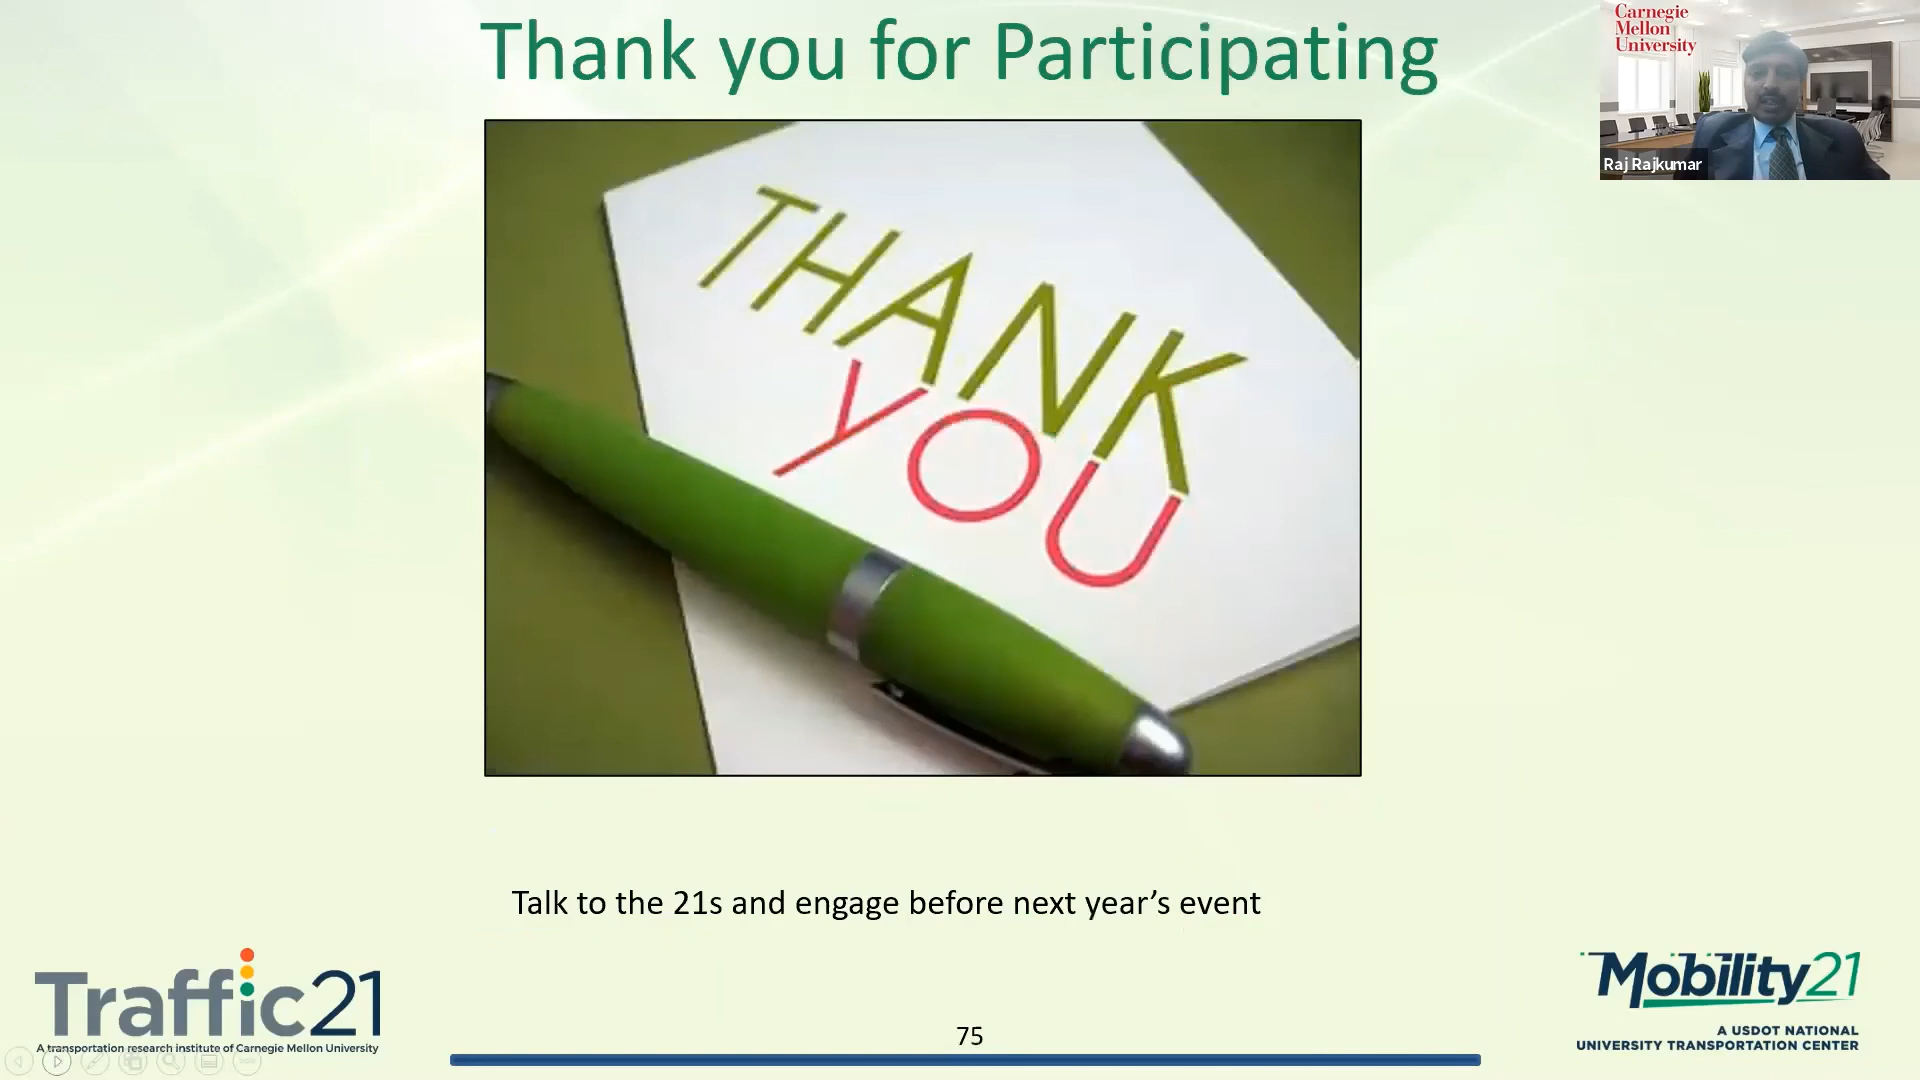 Thank you for Participating
Carnegie
Mellon
University
Raj Rajkumar
THANK
YOU
Talk to the 21s and engage before next year’s event
Traffic21
A transportation research institute of Carnegie Mellon University
75
Mobility21
A USDOT NATIONAL
UNIVERSITY TRANSPORTATION CENTER